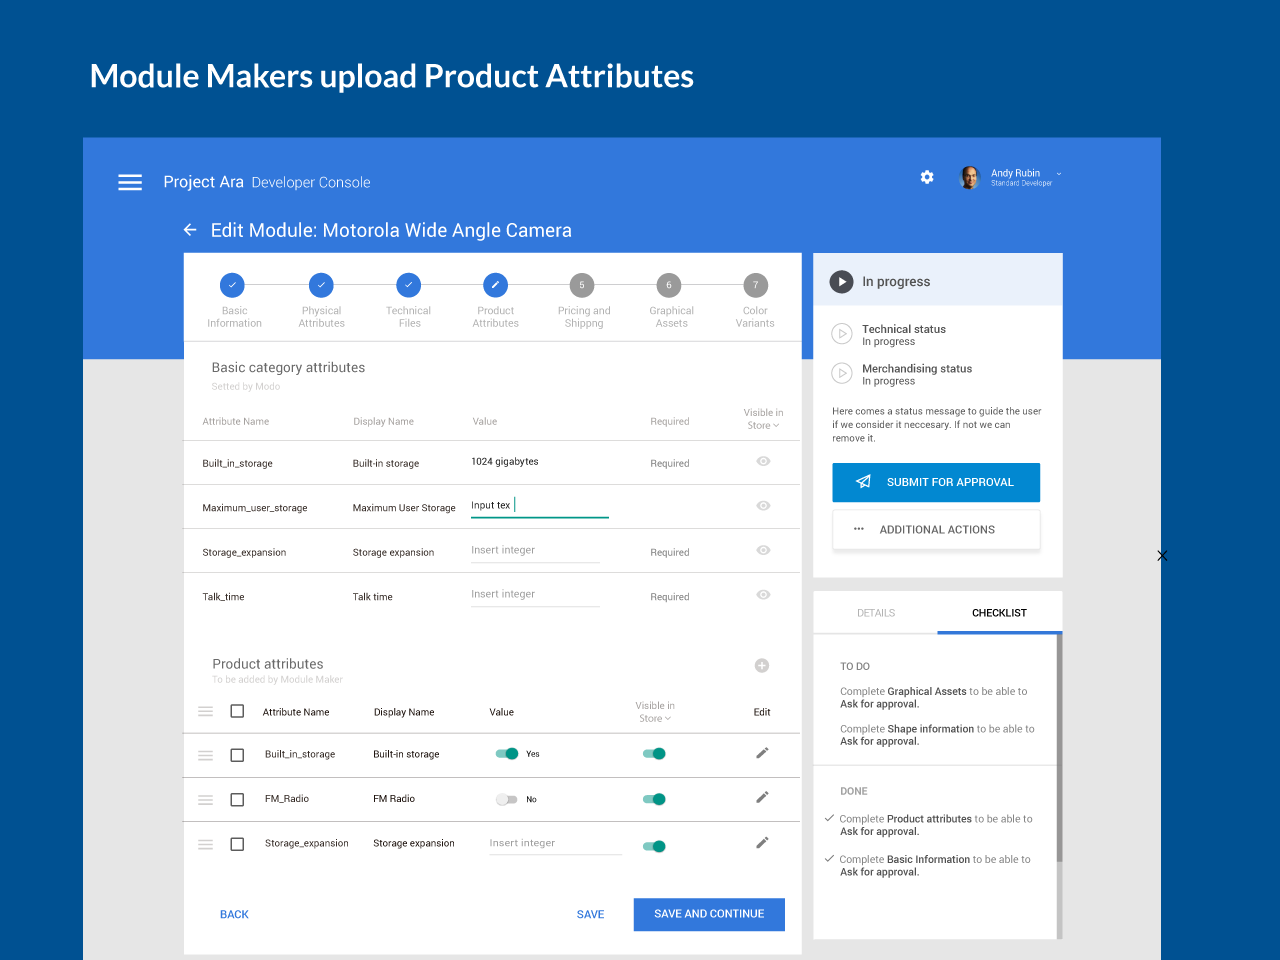 Module Makers upload Product Attributes
Project Ara Developer Console
Andy Rubin
Standard Developer
Edit Module: Motorola Wide Angle Camera
5 6 7
Basic Information
Physical Attributes
Technical Files
Product Attributes
Pricing and Shippng
Graphical Assets
Color Variants
Basic category attributes
Setted by Modo
Attribute Name Display Name Value Required Visible in Store
Built_in_storage Built-in storage 1024 gigabytes Required
Maximum_user_storage Maximum User Storage Input tex
Storage_expansion Storage expansion Insert integer Required
Talk_time Talk time Insert integer Required
Product attributes
To be added by Module Maker
Attribute Name Display Name Value Visible in Store Edit
Built_in_storage Built-in storage Yes
FM_Radio FM Radio No
Storage_expansion Storage expansion Insert integer
BACK SAVE SAVE AND CONTINUE
In progress
Technical status
In progress
Merchandising status
In progress
Here comes a status message to guide the user
if we consider it neccesary. If not we can
remove it.
SUBMIT FOR APPROVAL
ADDITIONAL ACTIONS
DETAILS CHECKLIST
TO DO
Complete Graphical Assets to be able to
Ask for approval.
Complete Shape information to be able to
Ask for approval.
DONE
Complete Product attributes to be able to
Ask for approval.
Complete Basic Information to be able to
Ask for approval.